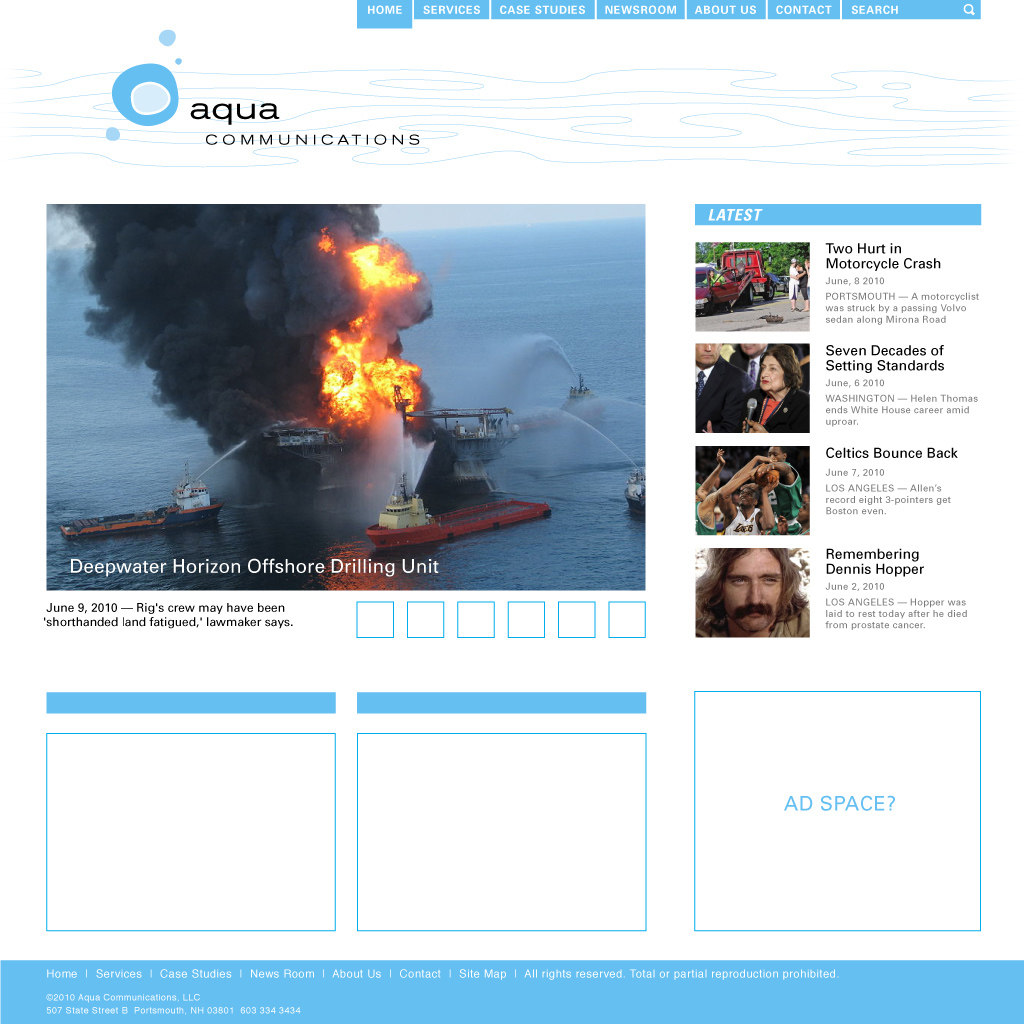 HOME SERVICES CASE STUDIES NEWSROOM ABOUT US CONTACT SEARCH
aqua
COMMUNICATIONS
Deepwater Horizon Offshore Drilling Unit
June 9, 2010 — Rig's crew may have been
'shorthanded land fatigued,' lawmaker says.
LATEST
Two Hurt in
Motorcycle Crash
June, 8 2010
PORTSMOUTH — A motorcyclist
was struck by a passing Volvo
sedan along Mirona Road
Seven Decades of
Setting Standards
June, 6 2010
WASHINGTON — Helen Thomas
ends White House career amid
uproar.
Celtics Bounce Back
June 7, 2010
LOS ANGELES — Allen's
record eight 3-pointers get
Boston even.
Remembering
Dennis Hopper
June 2, 2010
LOS ANGELES — Hopper was
laid to rest today after he died
from prostate cancer.
AD SPACE?
Home | Services | Case Studies | News Room | About Us | Contact | Site Map | All rights reserved. Total or partial reproduction prohibited.
©2010 Aqua Communications, LLC
507 State Street B Portsmouth, NH 03801 603 334 3434